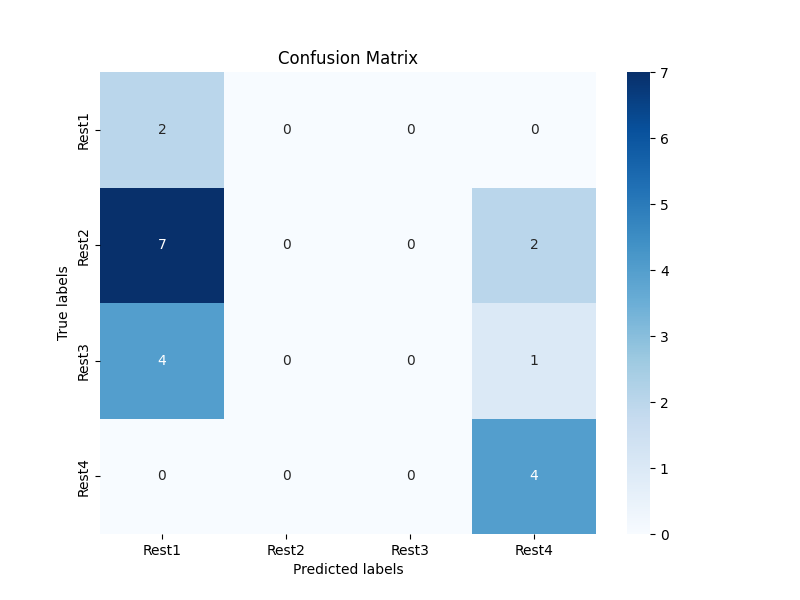 Confusion Matrix
Rest1 2 0 0 0
Rest2 7 0 0 2
Rest3 4 0 0 1
Rest4 0 0 0 4
Rest1 Rest2 Rest3 Rest4
True labels
Predicted labels
7
6
5
4
3
2
1
0